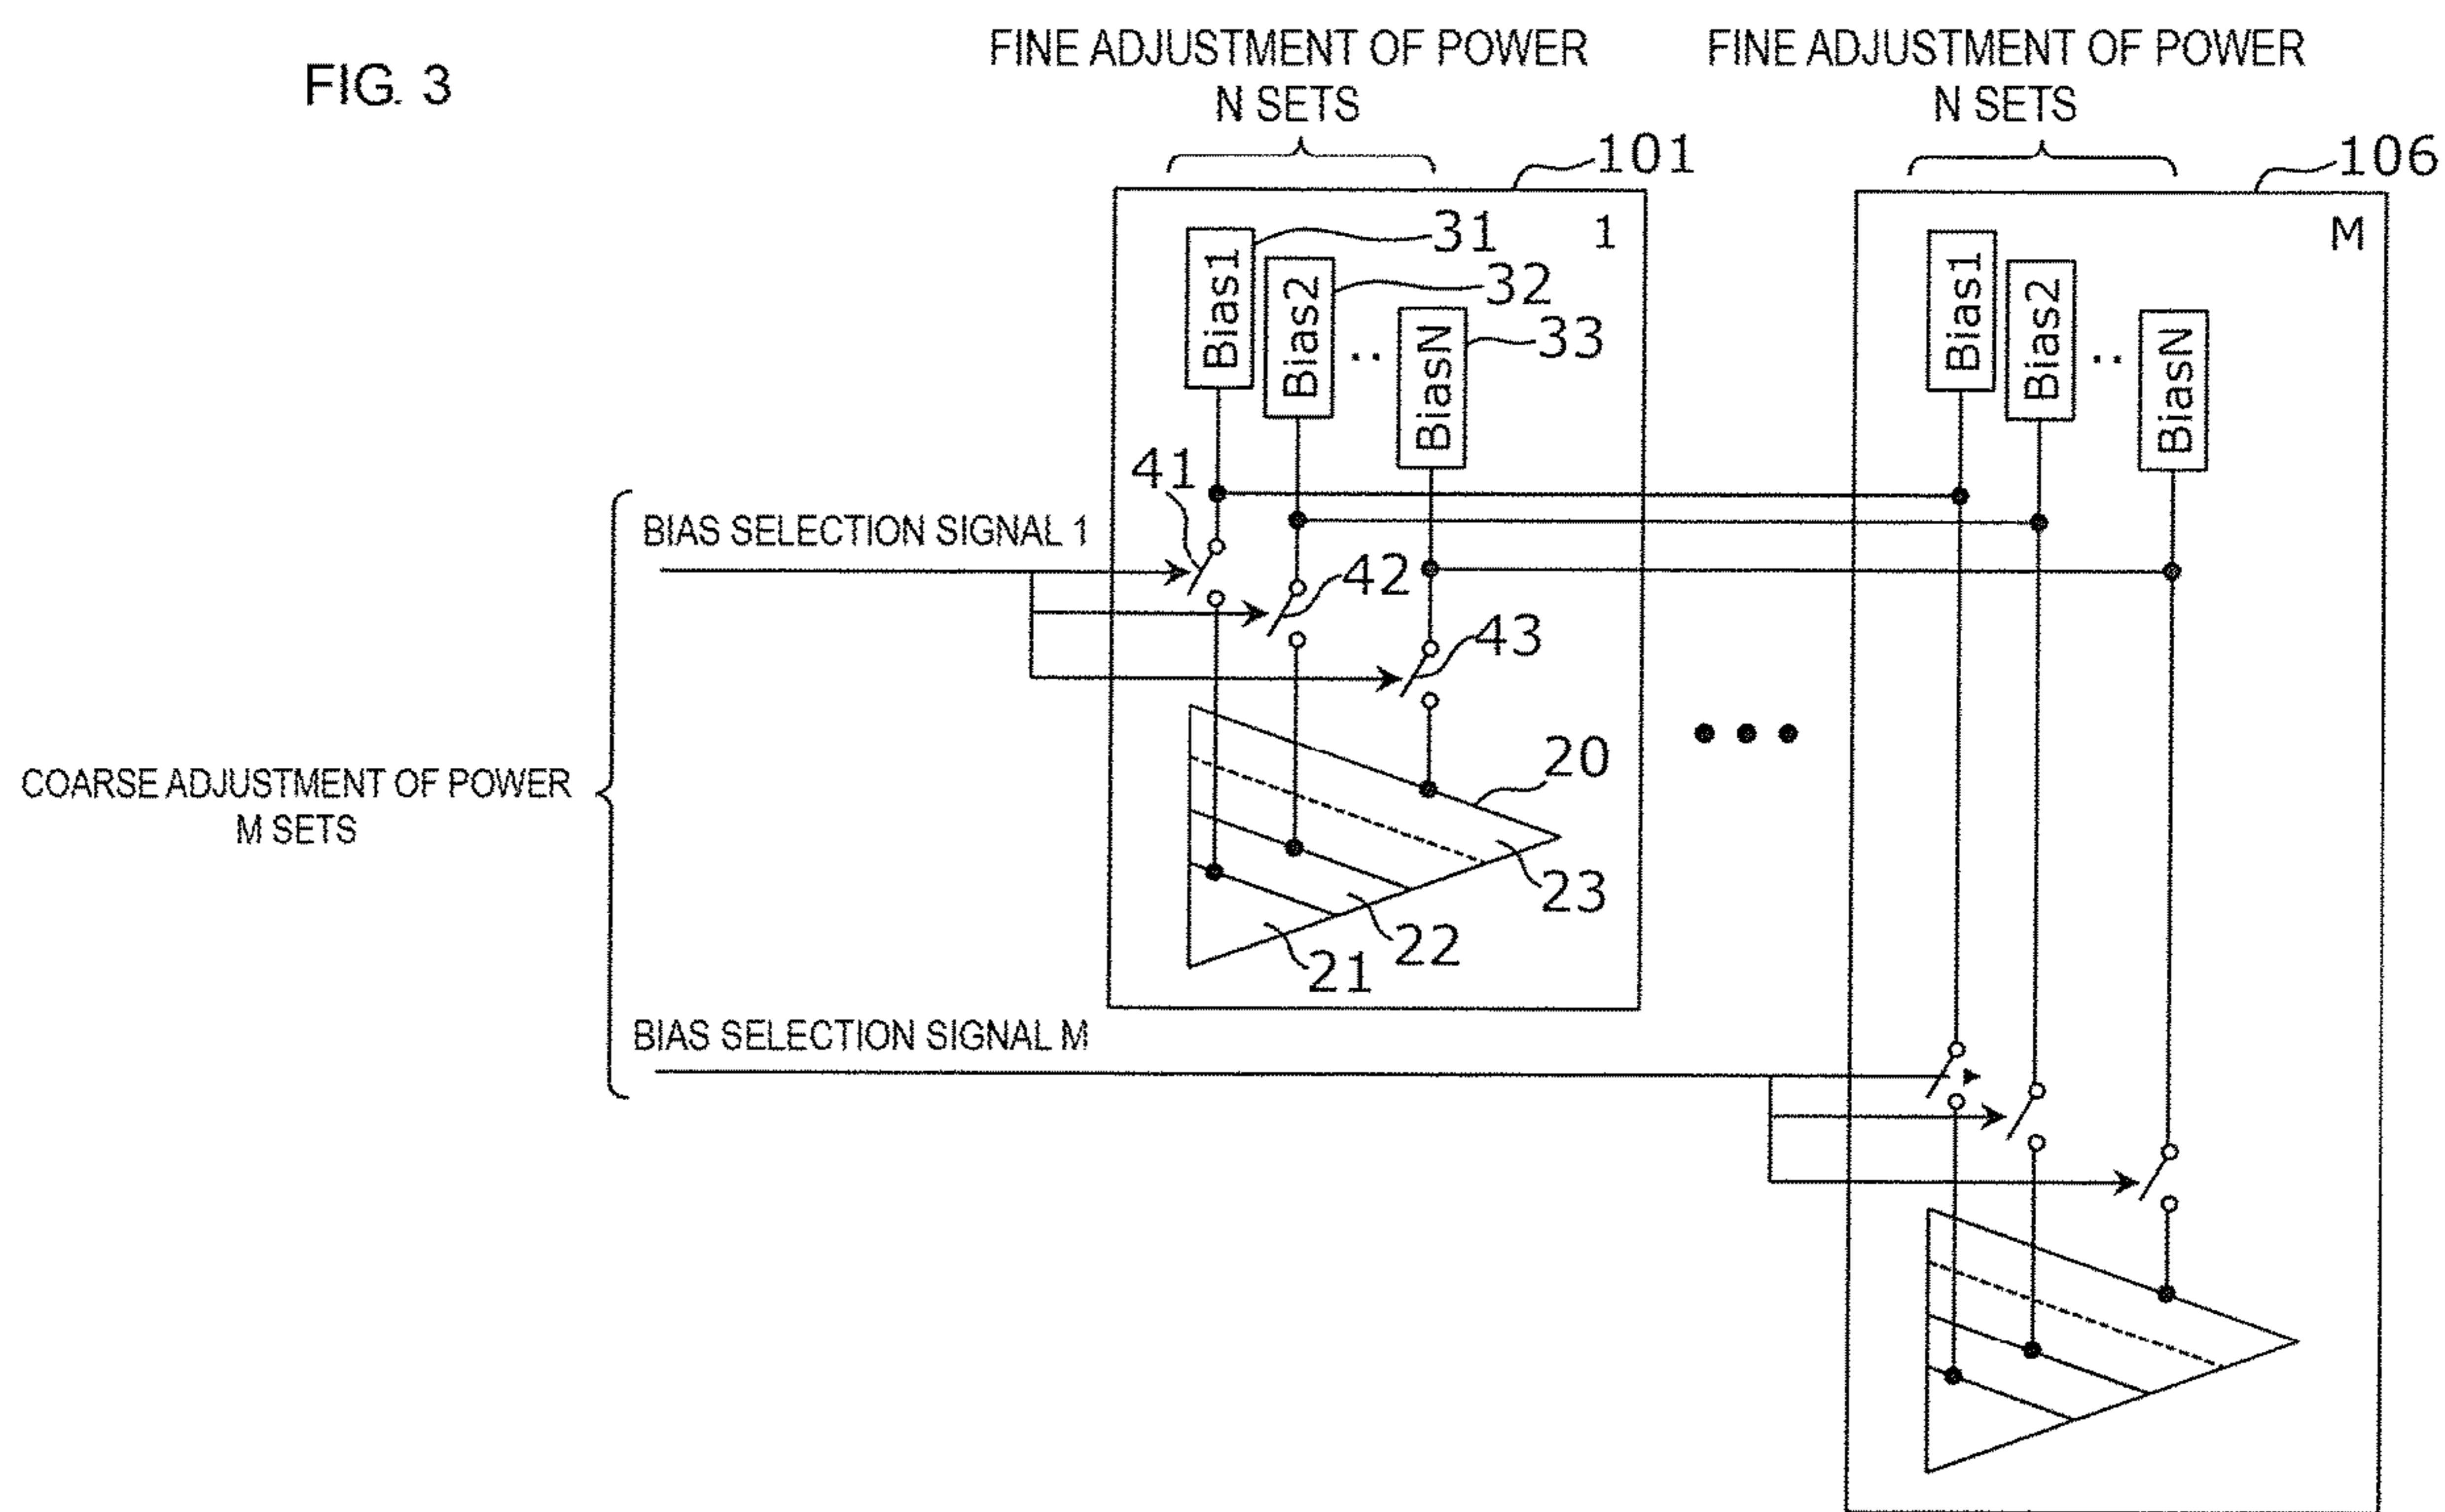 FIG. 3
FINE ADJUSTMENT OF POWER
N SETS
FINE ADJUSTMENT OF POWER
N SETS
101
106
1
M
31
Bias1
32
Bias2
33
BiasN
..
Bias1
Bias2
..
BiasN
41
BIAS SELECTION SIGNAL 1
42
43
COARSE ADJUSTMENT OF POWER
M SETS
20
23
22
21
BIAS SELECTION SIGNAL M